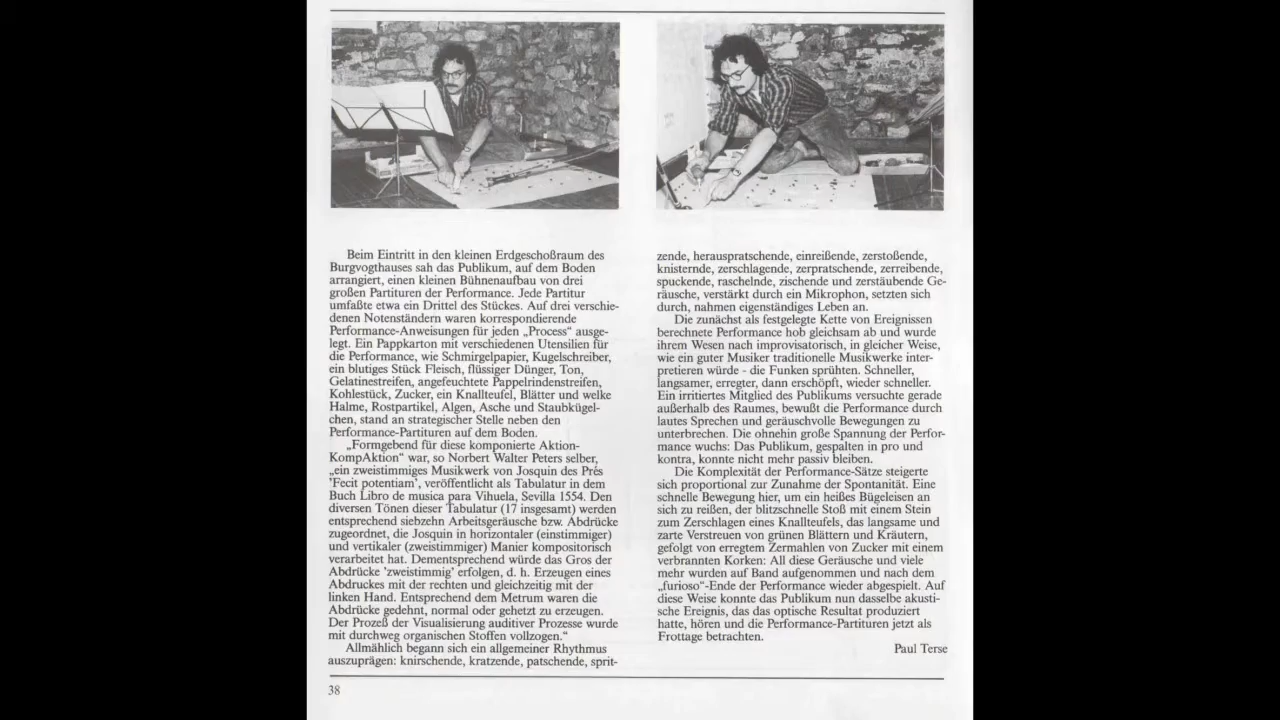 Beim Eintritt in den kleinen Erdgeschoßraum des
Burgvogthauses sah das Publikum, auf dem Boden
arrangiert, einen kleinen Bühnenaufbau von drei
großen Partituren der Performance. Jede Partitur
umfaßte etwa ein Drittel des Stückes. Auf drei verschie-
denen Notenständern waren korrespondierende
Performance-Anweisungen für jeden „Process“ ausge-
legt. Ein Pappkarton mit verschiedenen Utensilien für
die Performance, wie Schmirgelpapier, Kugelschreiber,
ein blutiges Stück Fleisch, flüssiger Dünger, Ton,
Gelatinestreifen, angefeuchtete Pappelrindenstreifen,
Kohlestück, Zucker, ein Knallteufel, Blätter und welke
Halme, Rostpartikel, Algen, Asche und Staubkügel-
chen, stand an strategischer Stelle neben den
Performance-Partituren auf dem Boden.
„Formgebend für diese komponierte Aktion-
KompAktion“ war, so Norbert Walter Peters selber,
„ein zweistimmiges Musikwerk von Josquin des Prés
'Fecit potentiam', veröffentlicht als Tabulatur in dem
Buch Libro de musica para Vihuela, Sevilla 1554. Den
diversen Tönen dieser Tabulatur (17 insgesamt) werden
entsprechend siebzehn Arbeitsgeräusche bzw. Abdrücke
zugeordnet, die Josquin in horizontaler (einstimmiger)
und vertikaler (zweistimmiger) Manier kompositorisch
verarbeitet hat. Dementsprechend würde das Gros der
Abdrücke 'zweistimmig' erfolgen, d. h. Erzeugen eines
Abdruckes mit der rechten und gleichzeitig mit der
linken Hand. Entsprechend dem Metrum waren die
Abdrücke gedehnt, normal oder gehetzt zu erzeugen.
Der Prozeß der Visualisierung auditiver Prozesse wurde
mit durchweg organischen Stoffen vollzogen.“
Allmählich begann sich ein allgemeiner Rhythmus
auszuprägen: knirschende, kratzende, patschende, sprit-
38
zende, herauspratschende, einreißende, zerstoßende,
knisternde, zerschlagende, zerpratschende, zerreibende,
spuckende, raschelnde, zischende und zerstäubende Ge-
räusche, verstärkt durch ein Mikrophon, setzten sich
durch, nahmen eigenständiges Leben an.
Die zunächst als festgelegte Kette von Ereignissen
berechnete Performance hob gleichsam ab und wurde
ihrem Wesen nach improvisatorisch, in gleicher Weise,
wie ein guter Musiker traditionelle Musikwerke inter-
pretieren würde - die Funken sprühten. Schneller,
langsamer, erregter, dann erschöpft, wieder schneller.
Ein irritiertes Mitglied des Publikums versuchte gerade
außerhalb des Raumes, bewußt die Performance durch
lautes Sprechen und geräuschvolle Bewegungen zu
unterbrechen. Die ohnehin große Spannung der Perfor-
mance wuchs: Das Publikum, gespalten in pro und
kontra, konnte nicht mehr passiv bleiben.
Die Komplexität der Performance-Sätze steigerte
sich proportional zur Zunahme der Spontanität. Eine
schnelle Bewegung hier, um ein heißes Bügeleisen an
sich zu reißen, der blitzschnelle Stoß mit einem Stein
zum Zerschlagen eines Knallteufels, das langsame und
zarte Verstreuen von grünen Blättern und Kräutern,
gefolgt von erregtem Zermahlen von Zucker mit einem
verbrannten Korken: All diese Geräusche und viele
mehr wurden auf Band aufgenommen und nach dem
„furioso“-Ende der Performance wieder abgespielt. Auf
diese Weise konnte das Publikum nun dasselbe akusti-
sche Ereignis, das das optische Resultat produziert
hatte, hören und die Performance-Partituren jetzt als
Frottage betrachten.
Paul Terse